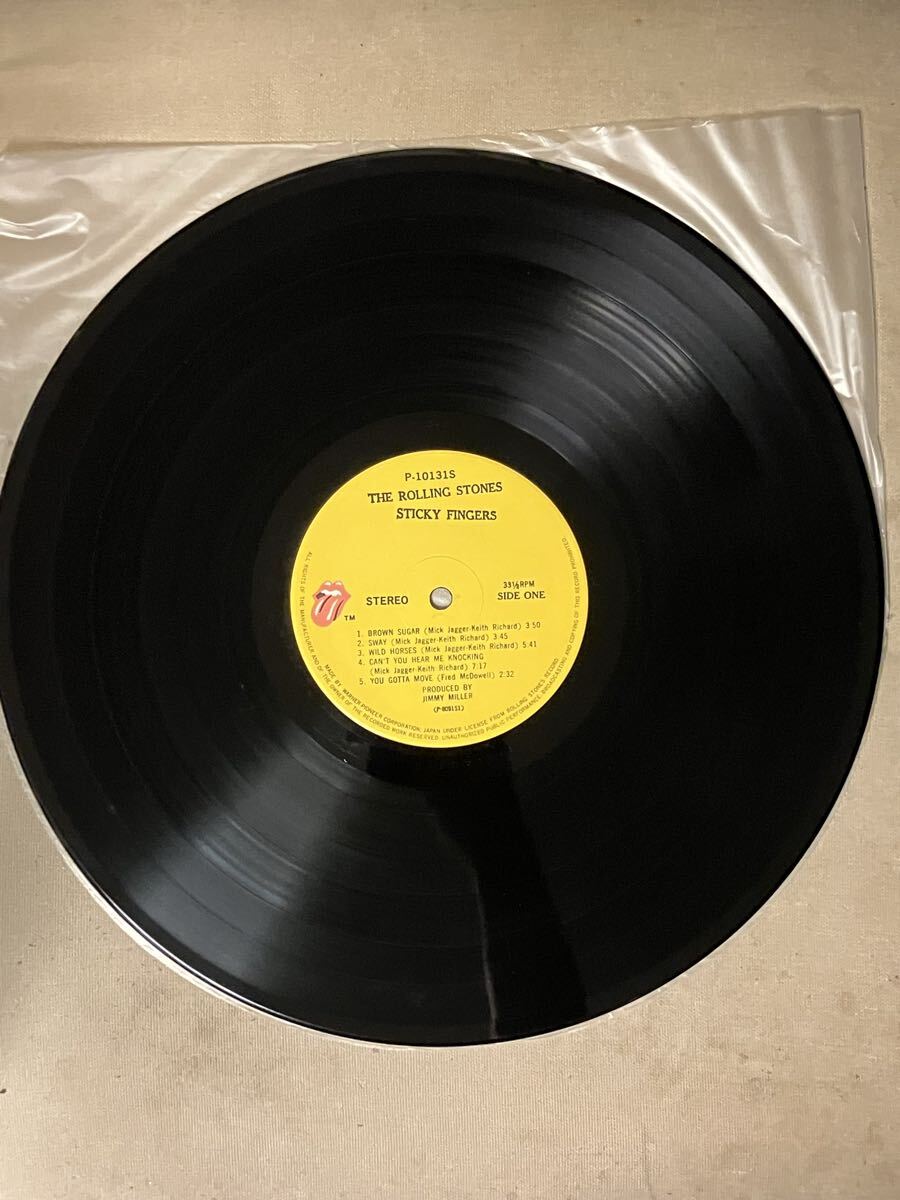 P-10131S
THE ROLLING STONES
STICKY FINGERS
STEREO
33⅓RPM
SIDE ONE
TM
1. BROWN SUGAR (Mick Jagger-Keith Richard) 3:50
2. SWAY (Mick Jagger-Keith Richard) 3:45
3. WILD HORSES (Mick Jagger-Keith Richard) 5:41
4. CAN'T YOU HEAR ME KNOCKING
(Mick Jagger-Keith Richard) 7:17
5. YOU GOTTA MOVE (Fred McDowell) 2:32
PRODUCED BY
JIMMY MILLER
ALL RIGHTS OF THE MANUFACTURER AND OF THE OWNER OF THE RECORDED WORK RESERVED. UNAUTHORIZED PUBLIC PERFORMANCE, BROADCASTING AND COPYING OF THIS RECORD PROHIBITED.
MADE BY WARNER-PIONEER CORPORATION, JAPAN UNDER LICENSE FROM ROLLING STONES RECORD